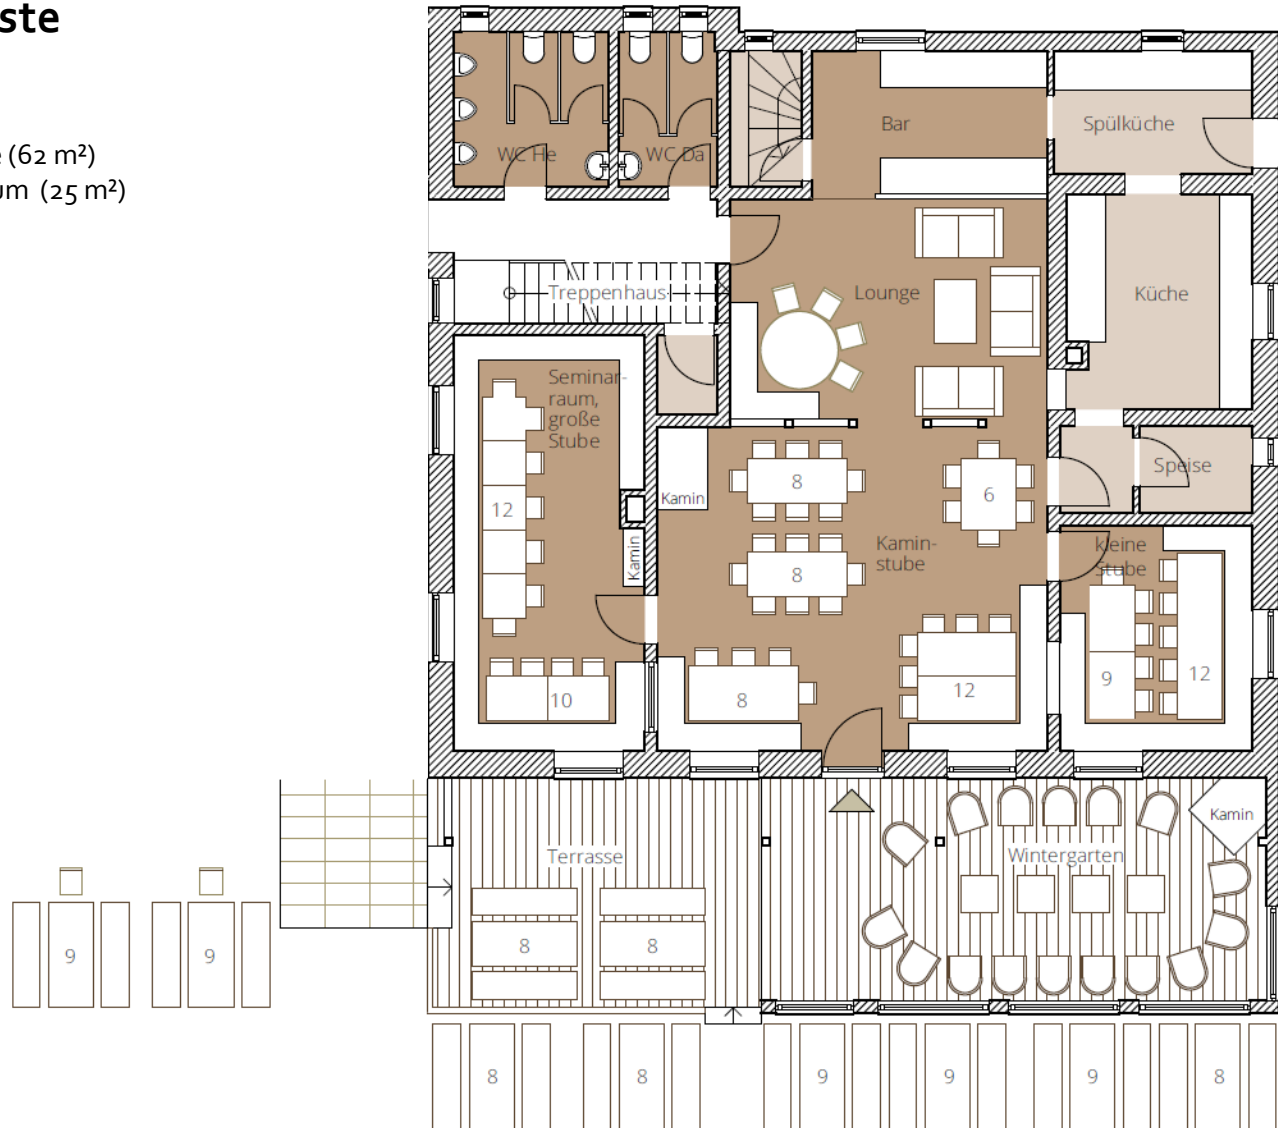 ste
(62 m²)
um (25 m²)
WC He
WC Da
Bar
Spülküche
Treppenhaus
Lounge
Küche
Seminar-
raum,
große
Stube
12
10
Kamin
Kamin
8
8
6
Kamin-
stube
8
12
Speise
kleine
Stube
9
12
Terrasse
Wintergarten
Kamin
9
9
8
8
8
8
9
9
9
8